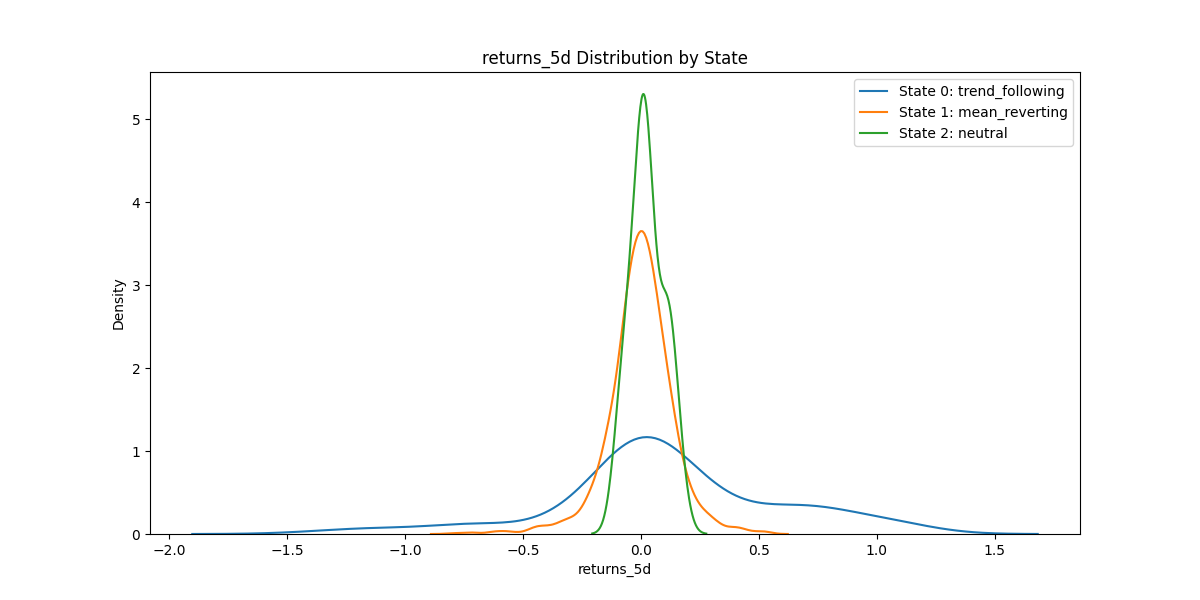 returns_5d Distribution by State
State 0: trend_following
State 1: mean_reverting
State 2: neutral
Density
5
4
3
2
1
0
−2.0 −1.5 −1.0 −0.5 0.0 0.5 1.0 1.5
returns_5d